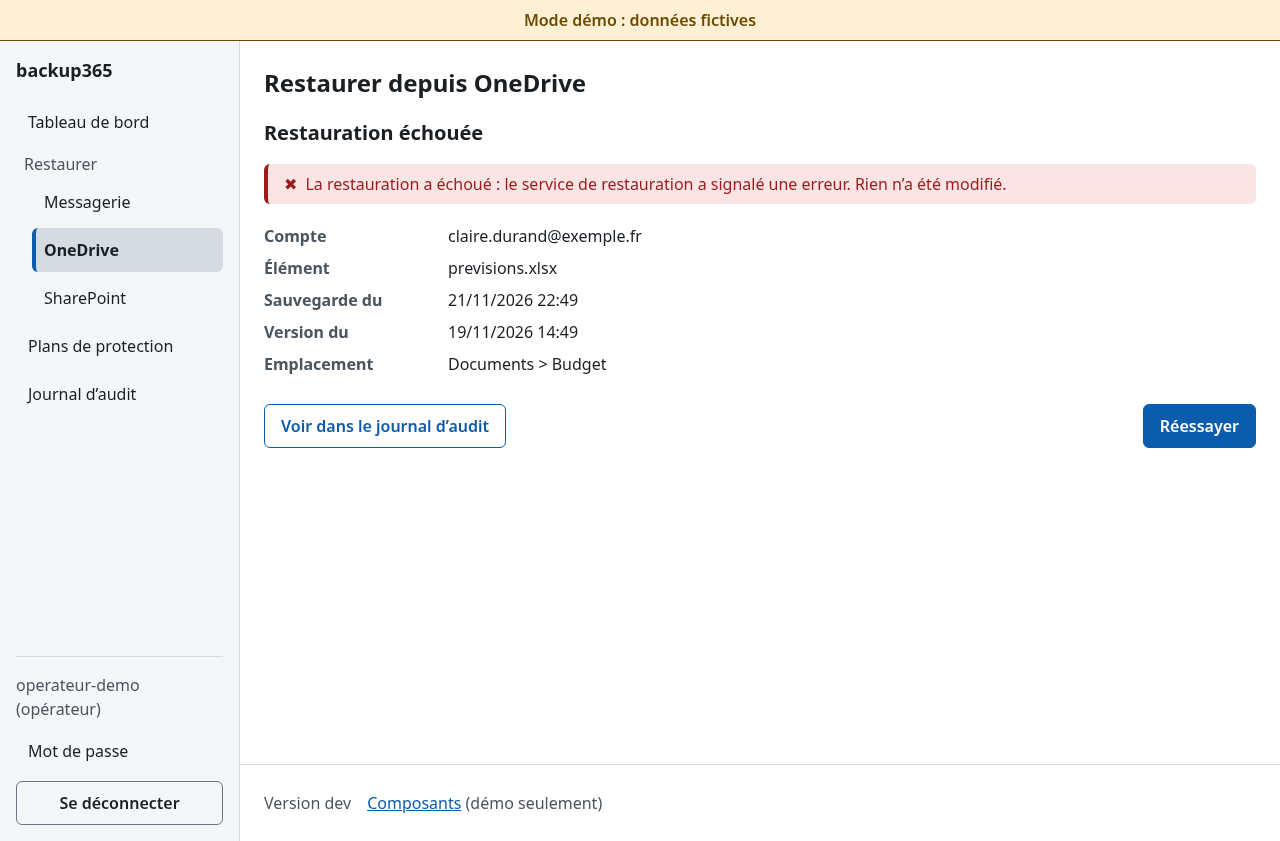 Mode démo : données fictives
backup365
Tableau de bord
Restaurer
Messagerie
OneDrive
SharePoint
Plans de protection
Journal d’audit
operateur-demo
(opérateur)
Mot de passe
Se déconnecter
Restaurer depuis OneDrive
Restauration échouée
✖ La restauration a échoué : le service de restauration a signalé une erreur. Rien n’a été modifié.
Compte claire.durand@exemple.fr
Élément previsions.xlsx
Sauvegarde du 21/11/2026 22:49
Version du 19/11/2026 14:49
Emplacement Documents > Budget
Voir dans le journal d’audit Réessayer
Version dev Composants (démo seulement)